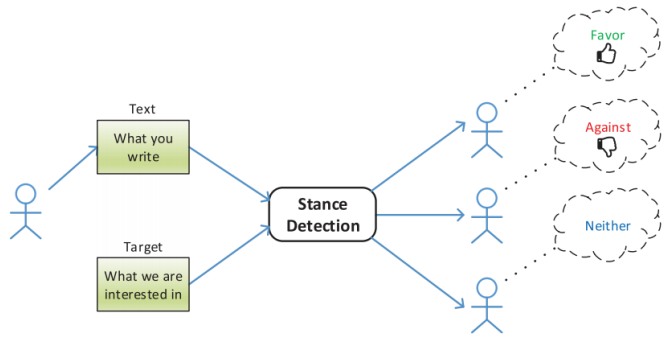 Favor
Text
What you
write
Against
Stance
Detection
Neither
Target
What we are
interested in